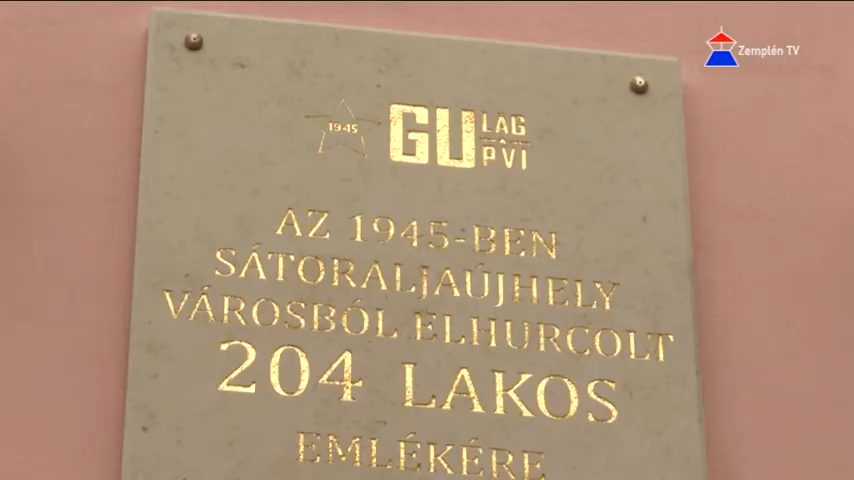 Zemplén TV
1945 GU LAG
PVI
AZ 1945-BEN
SÁTORALJAÚJHELY
VÁROSBÓL ELHURCOLT
204 LAKOS
EMLÉKÉRE